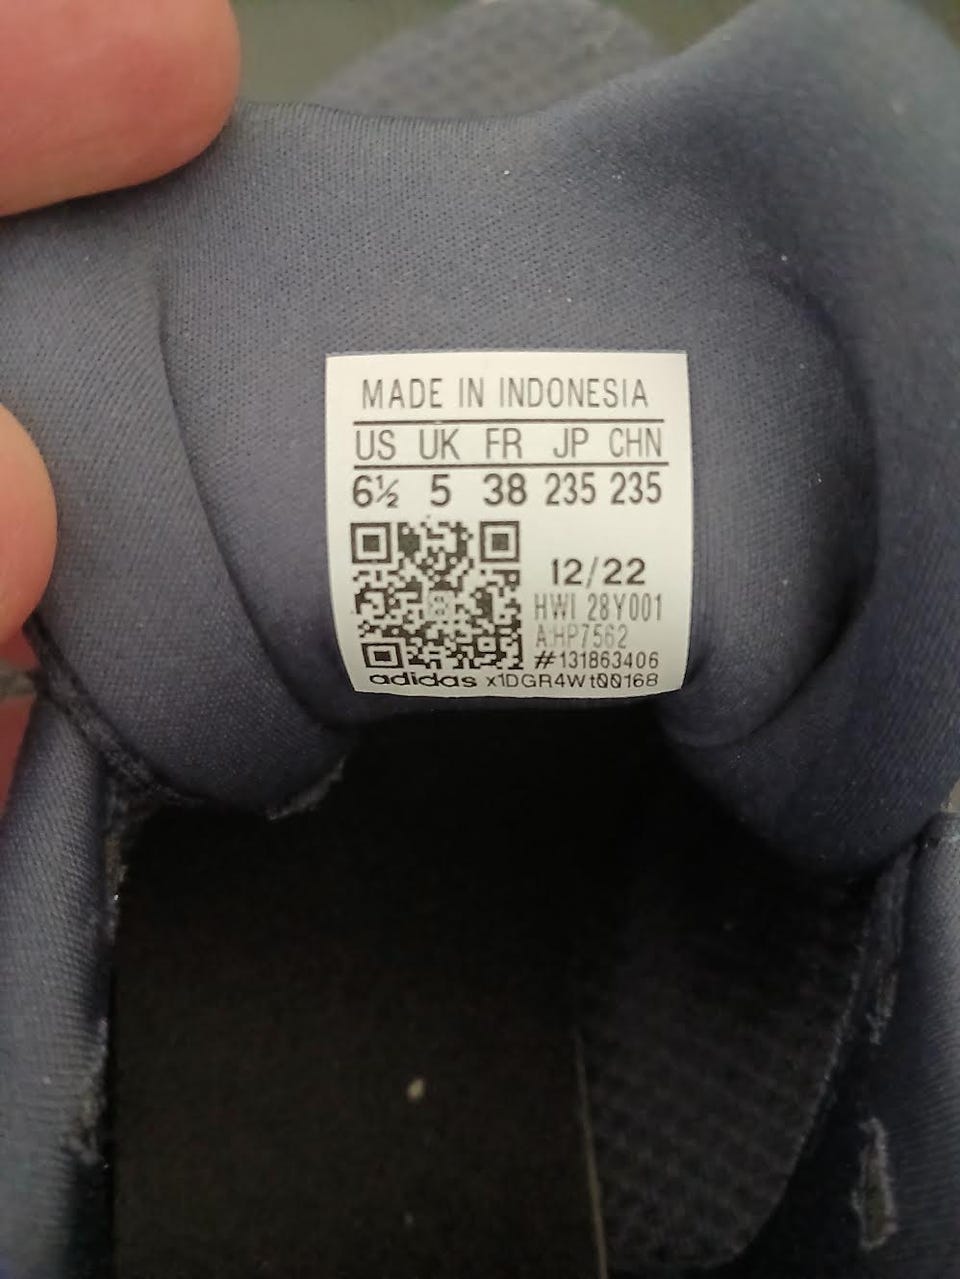 MADE IN INDONESIA
US UK FR JP CHN
6½ 5 38 235 235
12/22
HWI 28Y001
A:HP7562
#131863406
adidas x1DGR4Wt00168